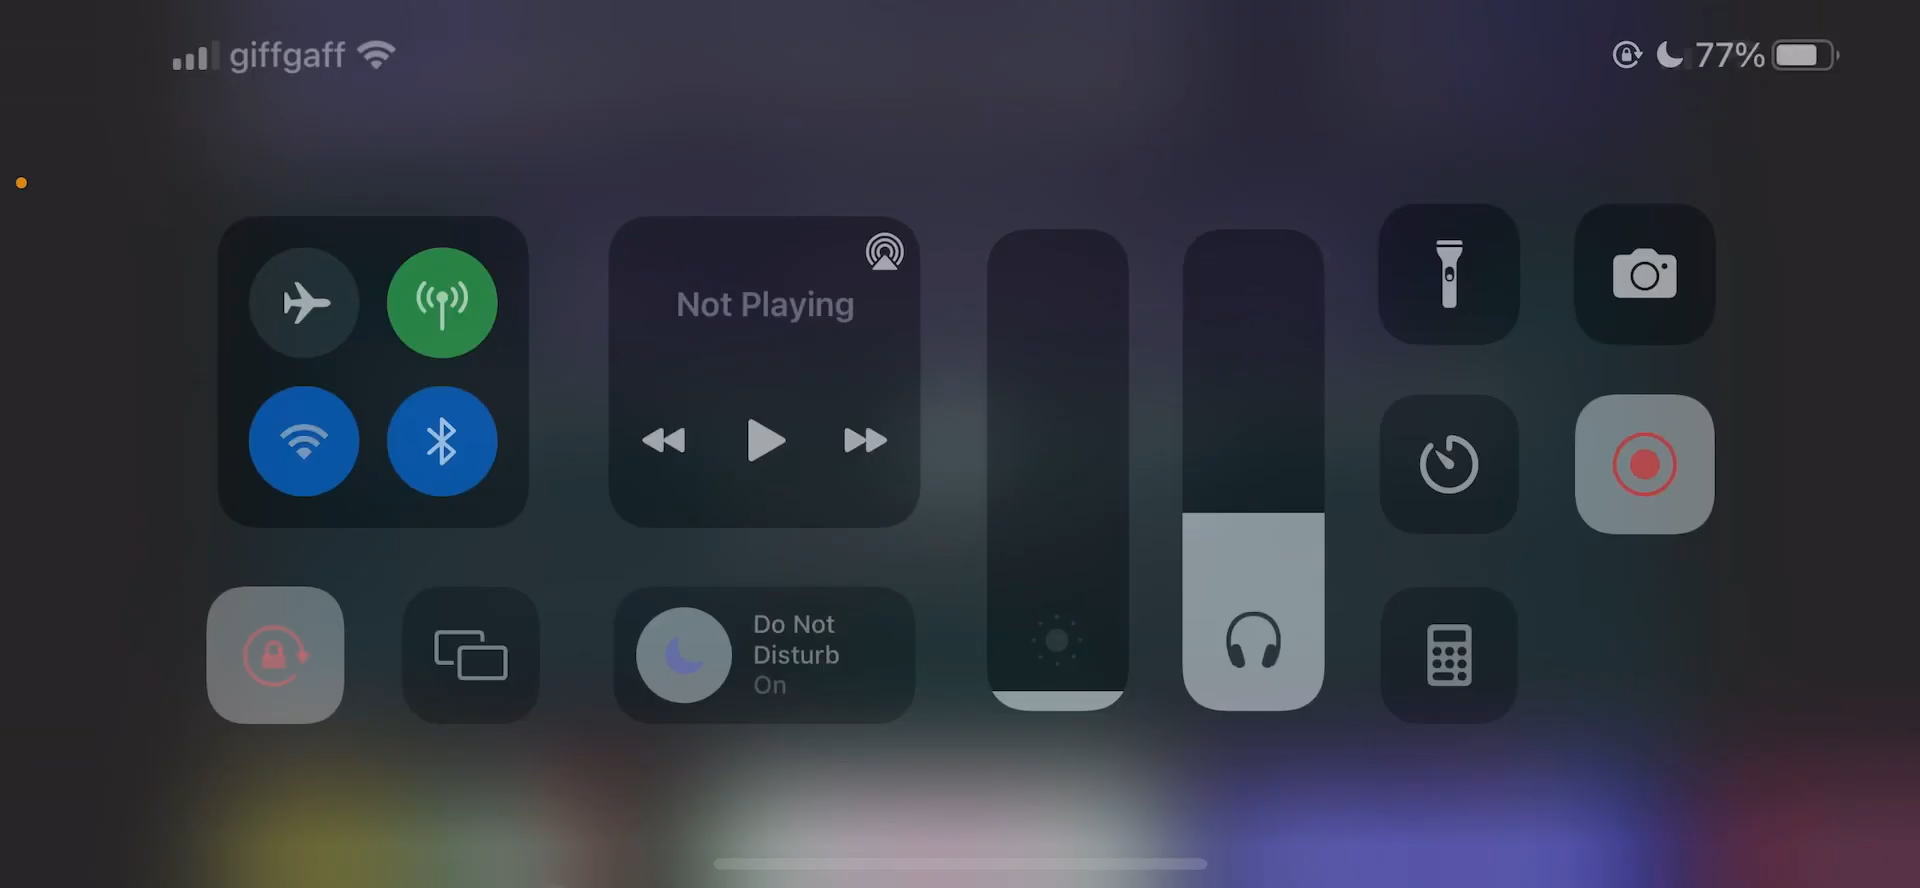 giffgaff
77%
Not Playing
Do Not
Disturb
On